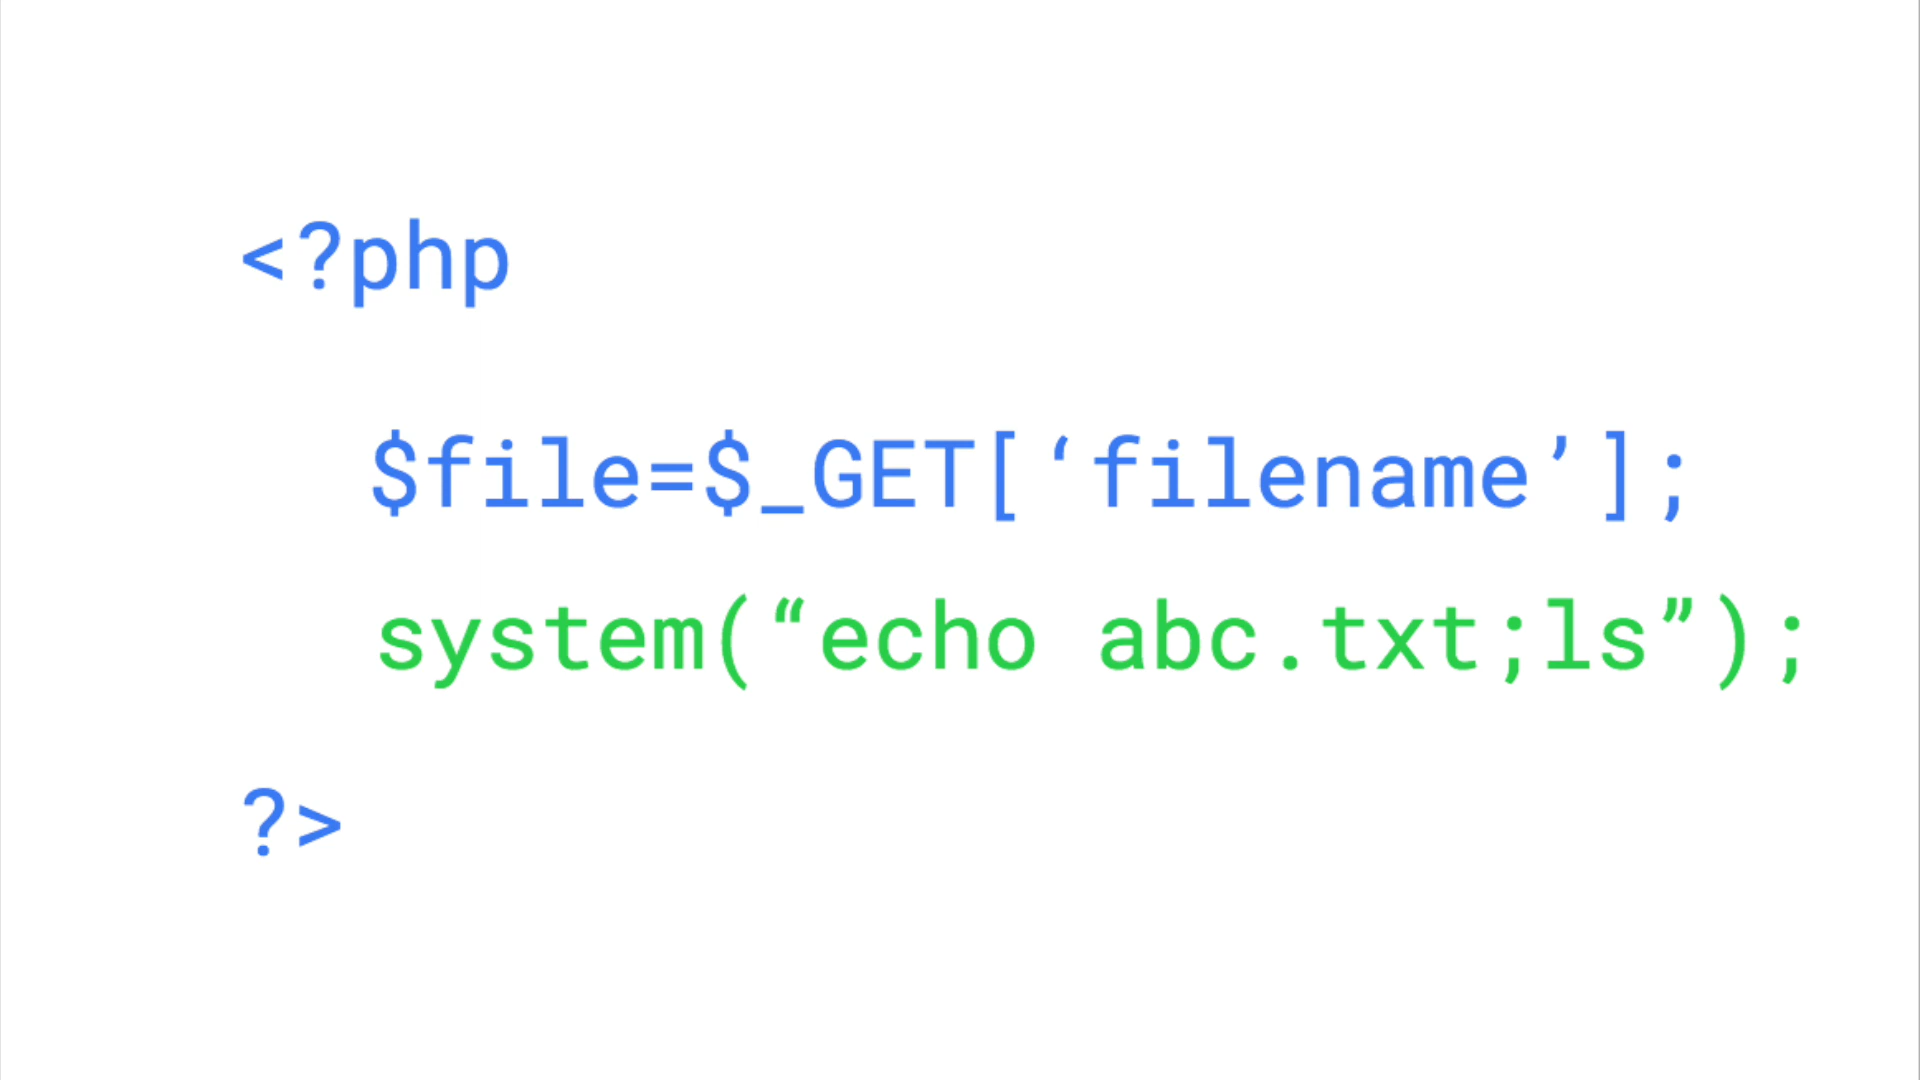 <?php
$file=$_GET[‘filename’];
system(“echo abc.txt;ls”);
?>